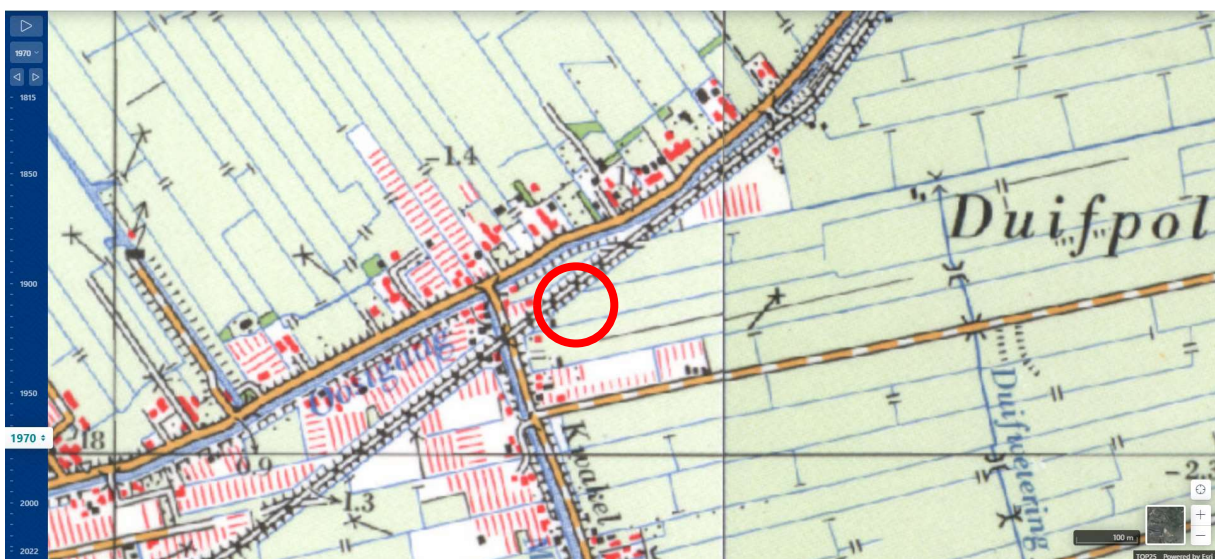 1970
1815
1850
1900
1950
1970
2000
2022
-1.4
Duifpol
Oostgaag
Kwakel
Duifwetering
18
0.9
-1.3
-2.3
100 m
TOP25 Powered by Esri